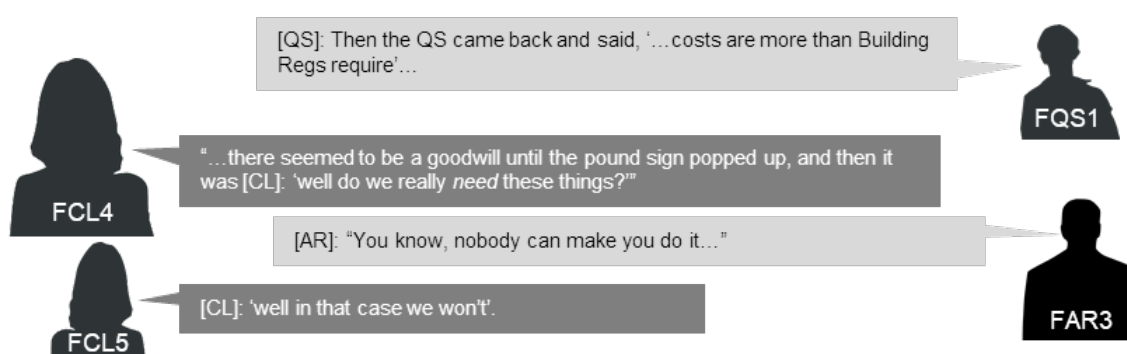 [QS]: Then the QS came back and said, ‘…costs are more than Building
Regs require’…
FQS1
“…there seemed to be a goodwill until the pound sign popped up, and then it
was [CL]: ‘well do we really need these things?’”
FCL4
[AR]: “You know, nobody can make you do it…”
FAR3
[CL]: ‘well in that case we won’t’.
FCL5